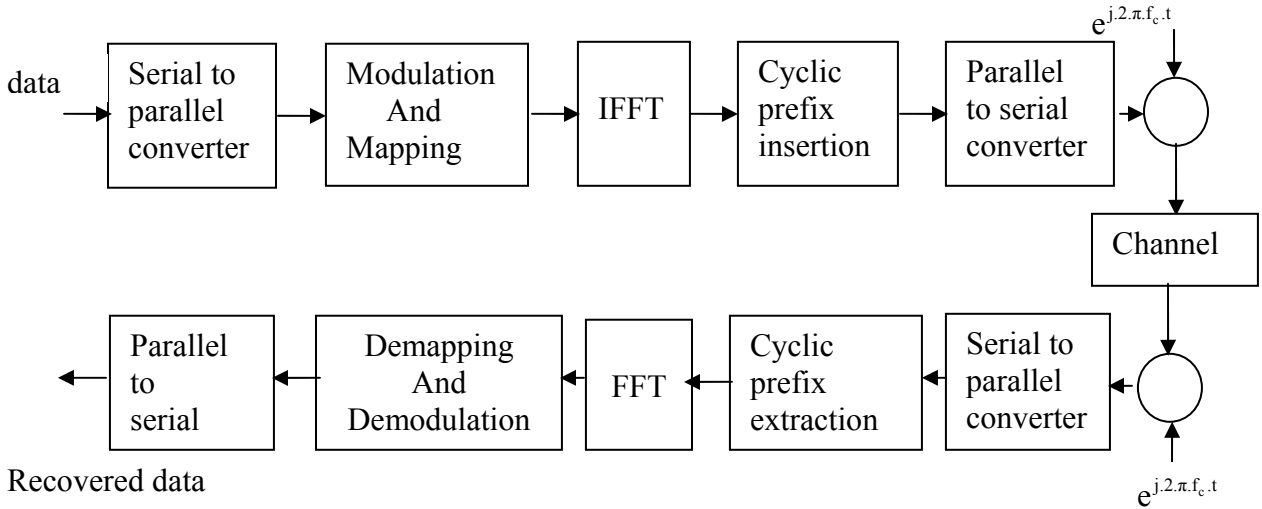 e^j.2.π.f_c.t
data
Serial to
parallel
converter
Modulation
And
Mapping
IFFT
Cyclic
prefix
insertion
Parallel
to serial
converter
Channel
Parallel
to
serial
Demapping
And
Demodulation
FFT
Cyclic
prefix
extraction
Serial to
parallel
converter
Recovered data
e^j.2.π.f_c.t